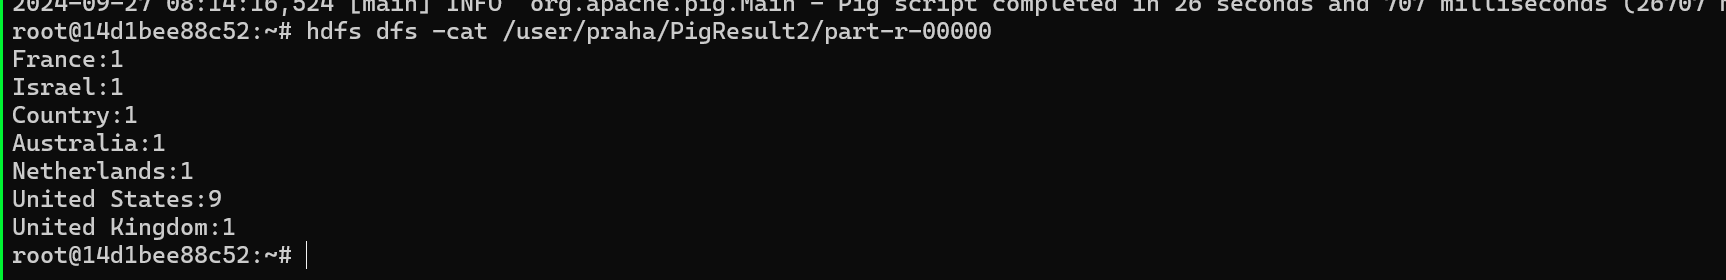 2024-09-27 08:14:16,524 [main] INFO  org.apache.pig.Main - Pig script completed in 26 seconds and 707 milliseconds (26707
root@14d1bee88c52:~# hdfs dfs -cat /user/praha/PigResult2/part-r-00000
France:1
Israel:1
Country:1
Australia:1
Netherlands:1
United States:9
United Kingdom:1
root@14d1bee88c52:~#